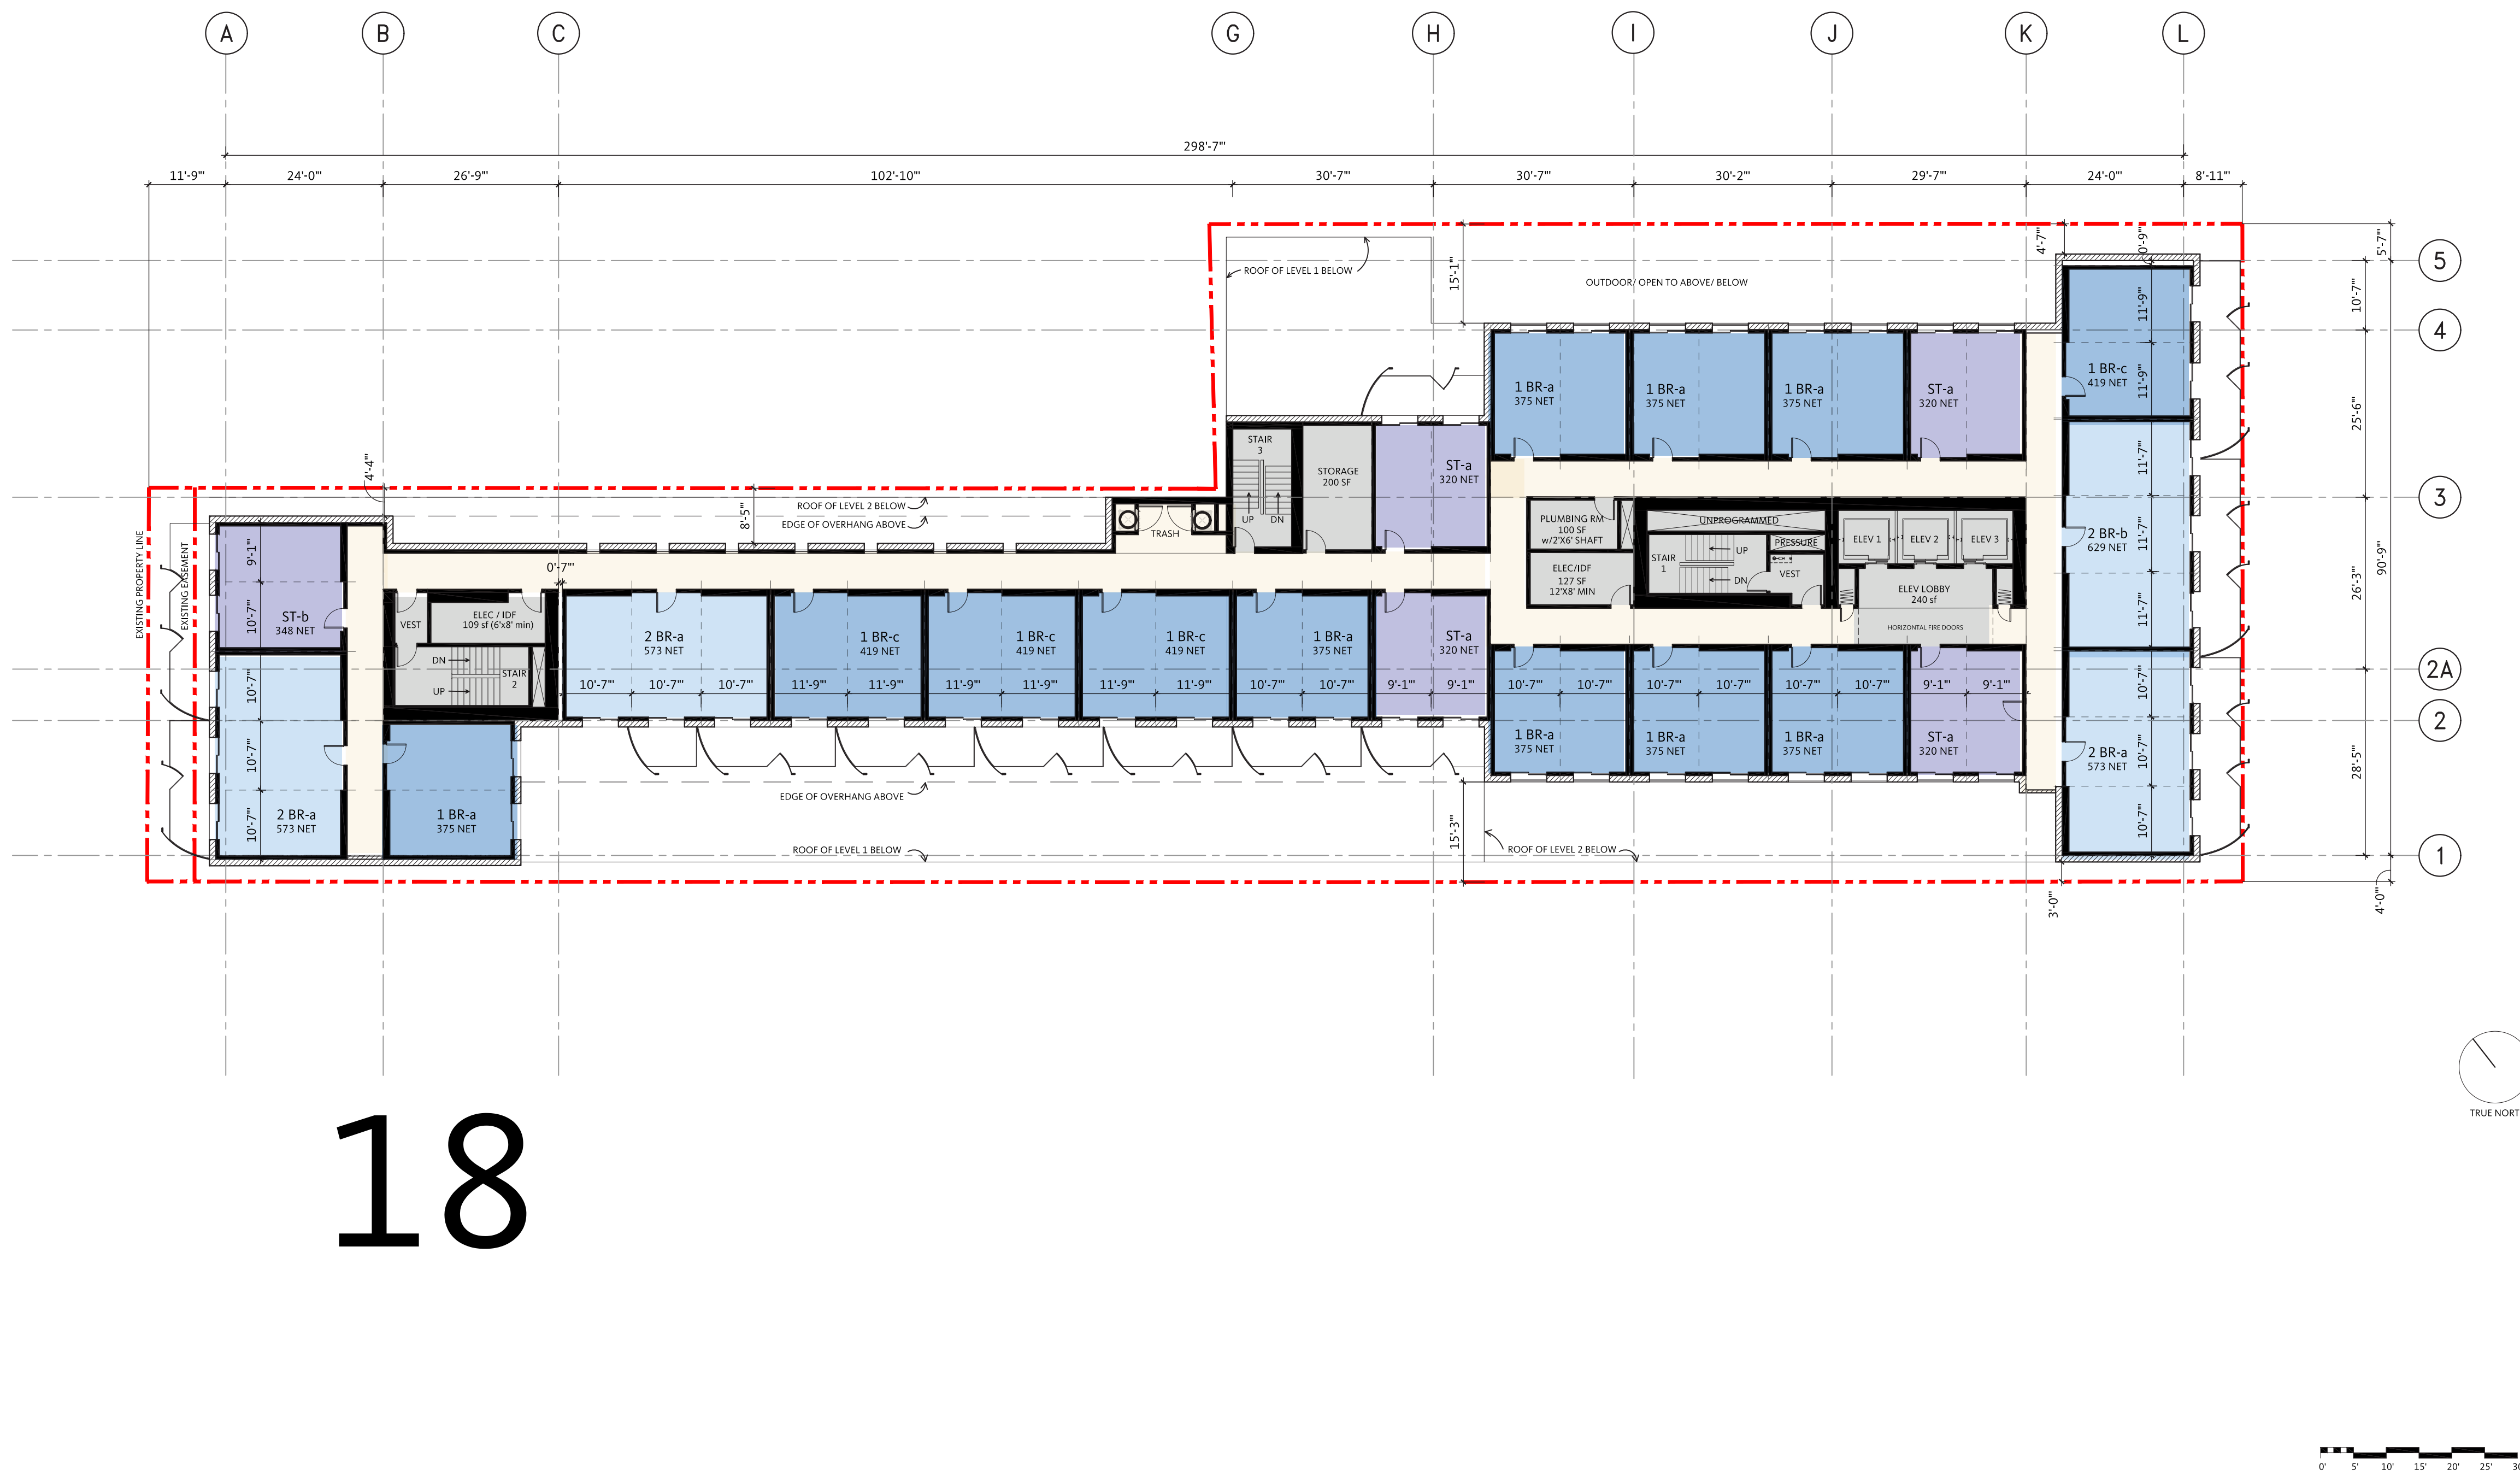 A
B
C
G
H
I
J
K
L
298'-7"'
11'-9"'
24'-0"'
26'-9"'
102'-10"'
30'-7"'
30'-7"'
30'-2"'
29'-7"'
24'-0"'
8'-11"'
5
4
3
2A
2
1
5'-7"'
10'-7"'
25'-6"'
26'-3"'
28'-5"'
90'-9"'
4'-0"'
3'-0"'
4'-7"'
0'-9"'
15'-1"'
ROOF OF LEVEL 1 BELOW
OUTDOOR/ OPEN TO ABOVE/ BELOW
1 BR-a
375 NET
1 BR-a
375 NET
1 BR-a
375 NET
ST-a
320 NET
11'-9"'
11'-9"'
1 BR-c
419 NET
STAIR
3
UP
DN
STORAGE
200 SF
ST-a
320 NET
4'-4"'
8'-5"'
ROOF OF LEVEL 2 BELOW
EDGE OF OVERHANG ABOVE
TRASH
PLUMBING RM
100 SF
w/2'X6' SHAFT
ELEC/IDF
127 SF
12'X8' MIN
UNPROGRAMMED
STAIR
1
UP
DN
PRESSURE
VEST
ELEV 1
ELEV 2
ELEV 3
ELEV LOBBY
240 sf
HORIZONTAL FIRE DOORS
11'-7"'
11'-7"'
11'-7"'
2 BR-b
629 NET
EXISTING PROPERTY LINE
EXISTING EASEMENT
9'-1"'
10'-7"'
ST-b
348 NET
0'-7"'
VEST
ELEC / IDF
109 sf (6'x8' min)
DN
UP
STAIR
2
2 BR-a
573 NET
1 BR-c
419 NET
1 BR-c
419 NET
1 BR-c
419 NET
1 BR-a
375 NET
ST-a
320 NET
10'-7"'
10'-7"'
10'-7"'
11'-9"'
11'-9"'
11'-9"'
11'-9"'
11'-9"'
11'-9"'
10'-7"'
10'-7"'
9'-1"'
9'-1"'
10'-7"'
10'-7"'
10'-7"'
10'-7"'
10'-7"'
10'-7"'
9'-1"'
9'-1"'
1 BR-a
375 NET
1 BR-a
375 NET
1 BR-a
375 NET
ST-a
320 NET
10'-7"'
10'-7"'
10'-7"'
2 BR-a
573 NET
10'-7"'
10'-7"'
10'-7"'
2 BR-a
573 NET
1 BR-a
375 NET
EDGE OF OVERHANG ABOVE
ROOF OF LEVEL 1 BELOW
15'-3"'
ROOF OF LEVEL 2 BELOW
TRUE NORT
18
0'
5'
10'
15'
20'
25'